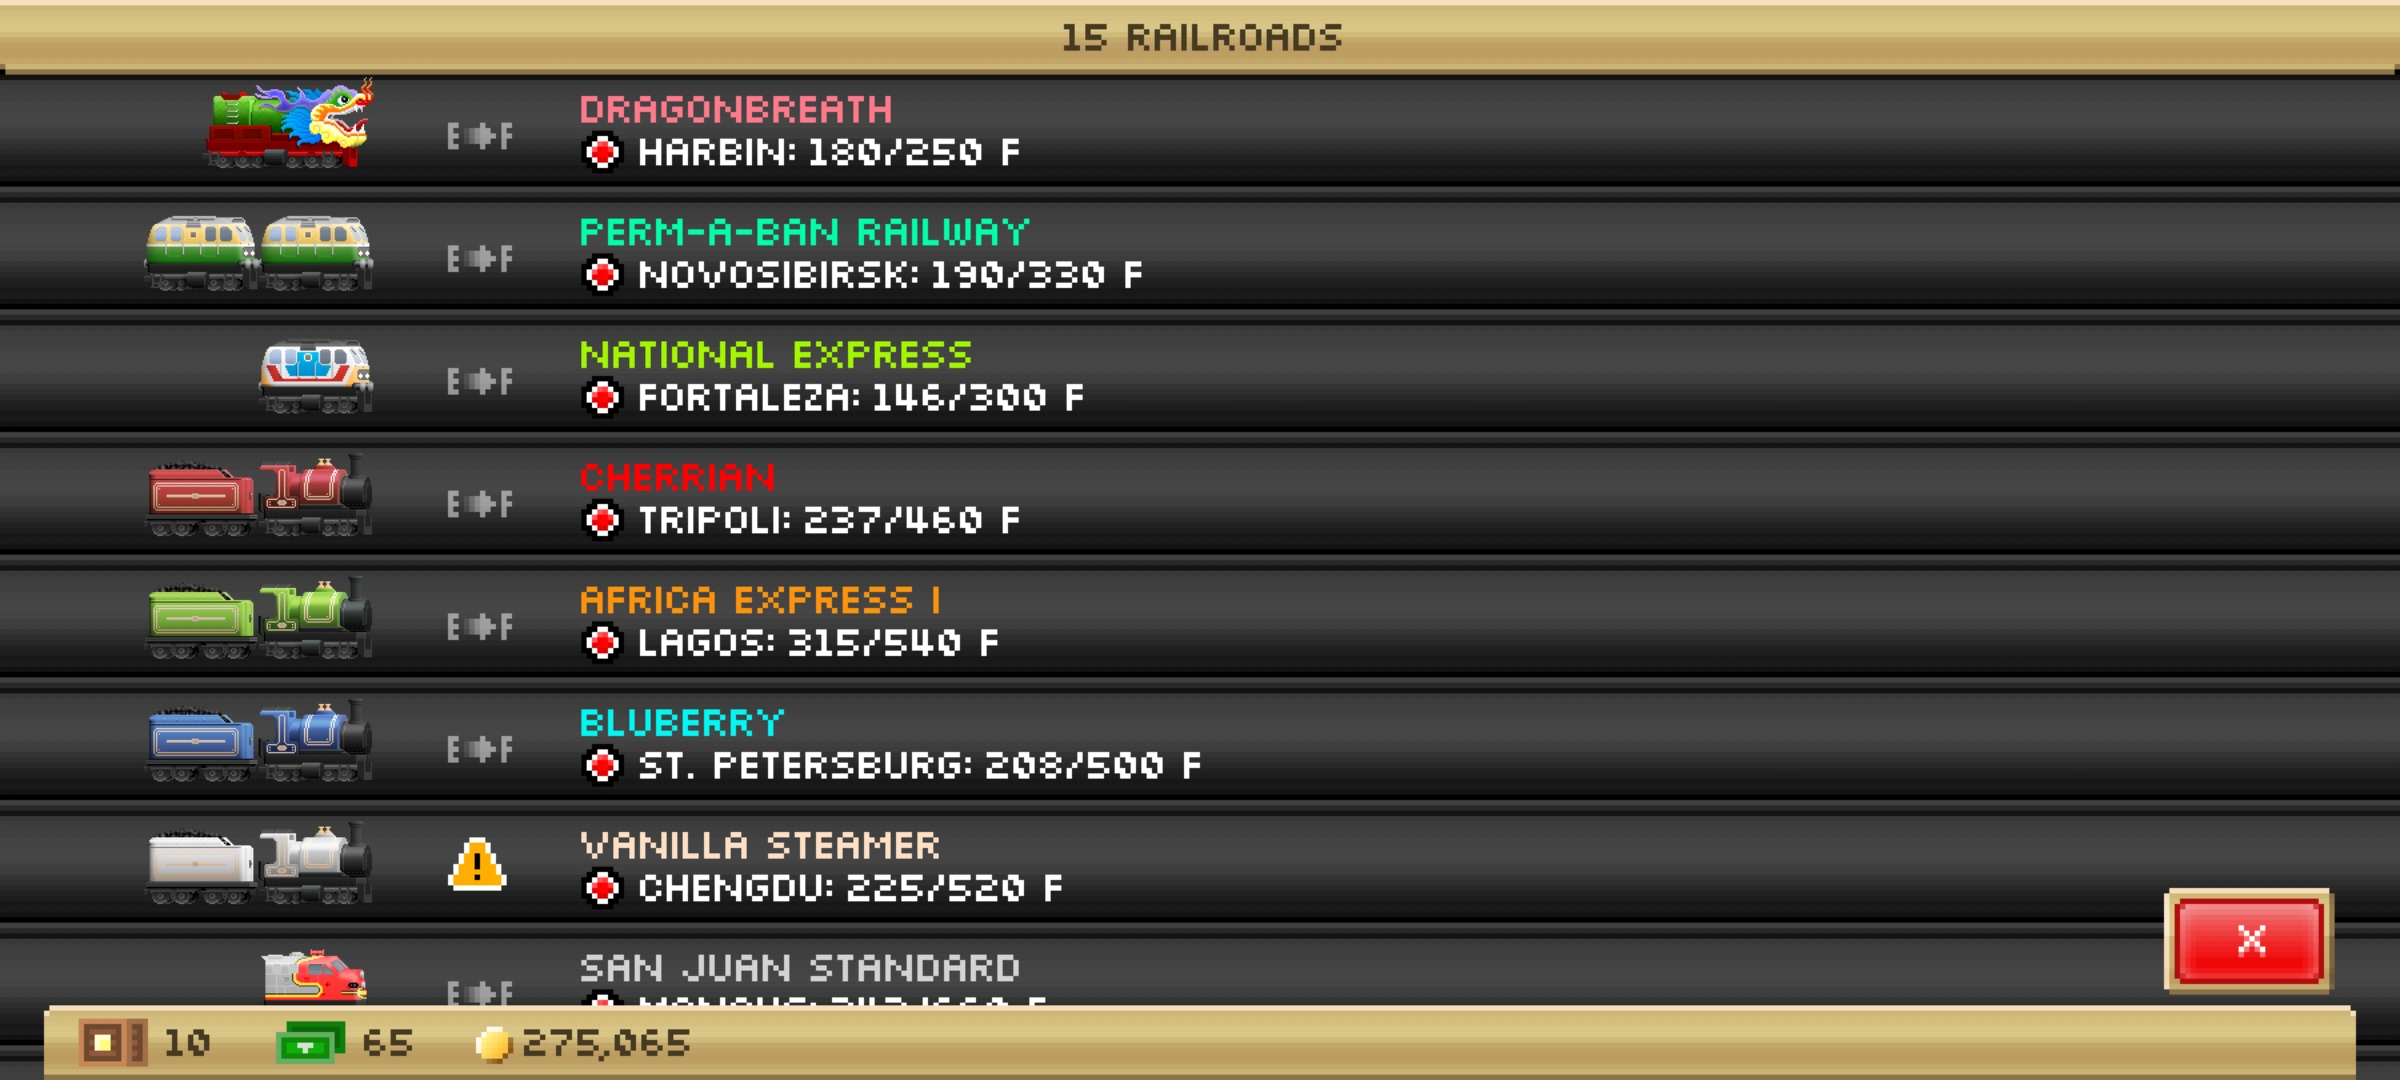 15 RAILROADS
DRAGONBREATH
E F HARBIN: 180/250 F
PERM-A-BAN RAILWAY
E F NOVOSIBIRSK: 190/330 F
NATIONAL EXPRESS
E F FORTALEZA: 146/300 F
CHERRIAN
E F TRIPOLI: 237/460 F
AFRICA EXPRESS I
E F LAGOS: 315/540 F
BLUBERRY
E F ST. PETERSBURG: 208/500 F
VANILLA STEAMER
! CHENGDU: 225/520 F
SAN JUAN STANDARD
E F
X
10 65 275,065